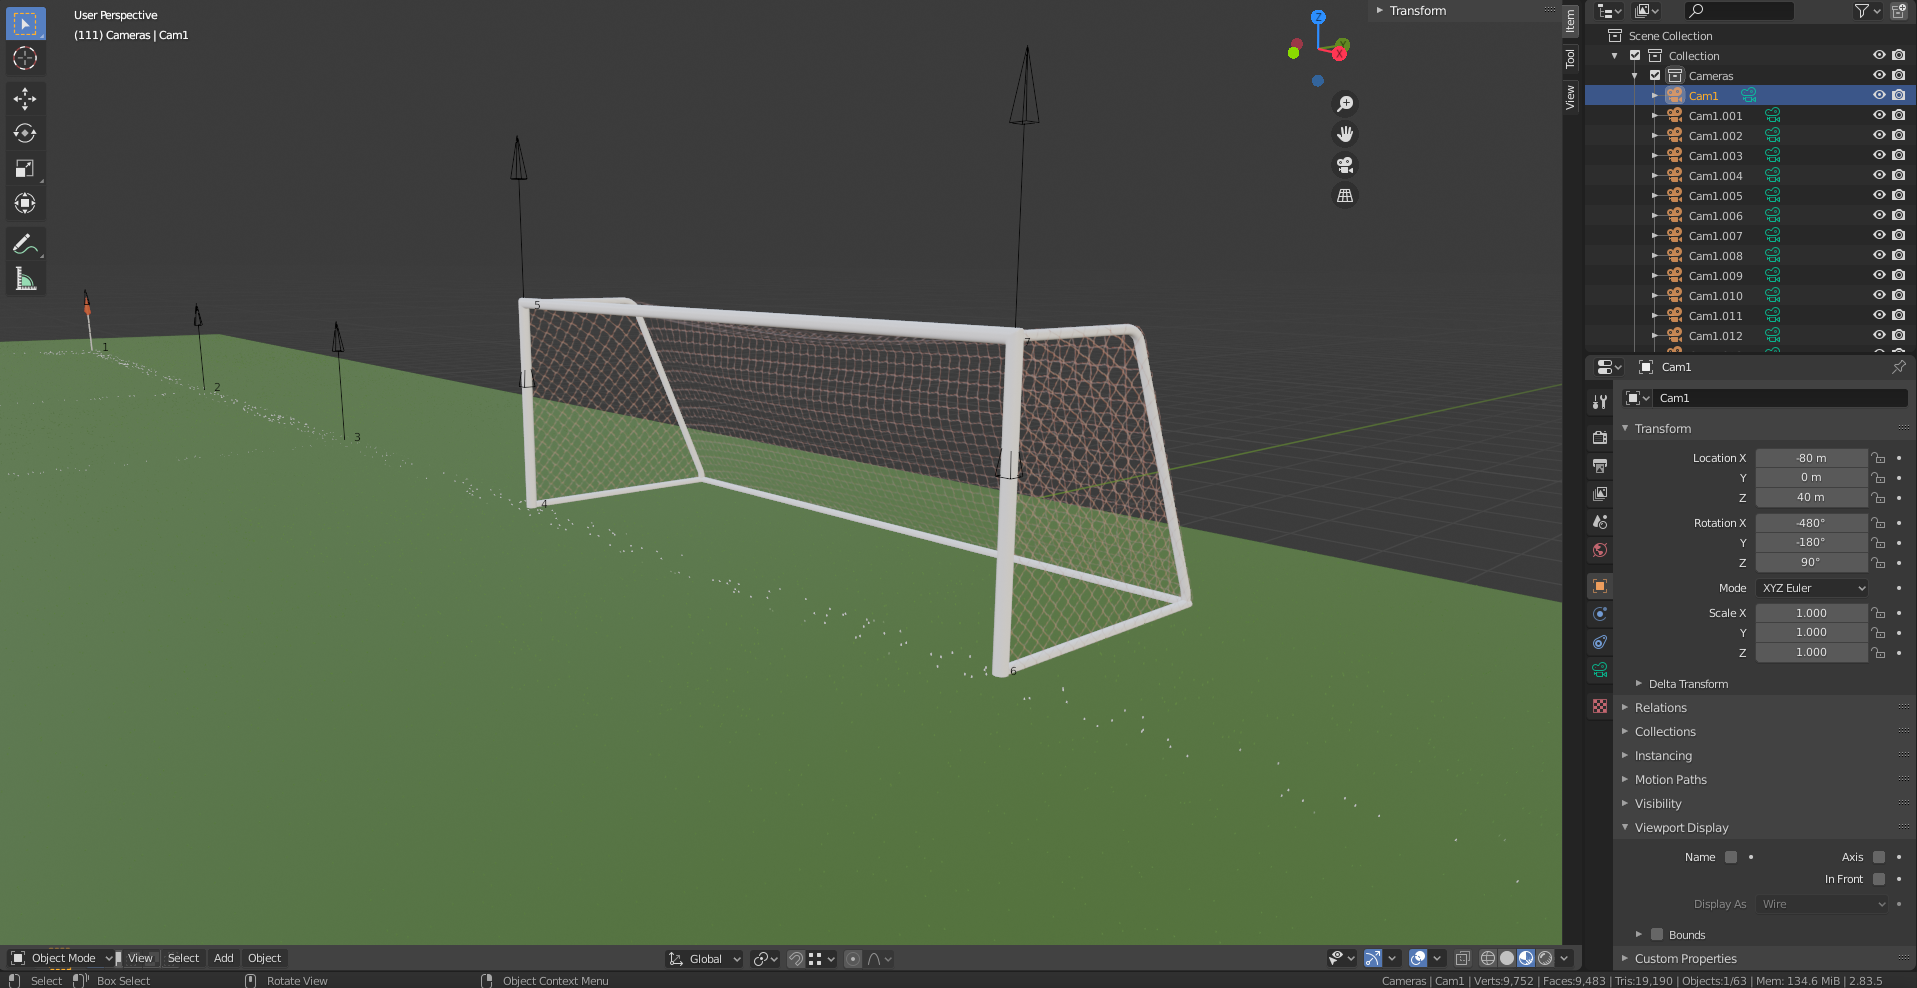 User Perspective
(111) Cameras | Cam1
Transform
Item
Tool
View
Z
Y
X
1
2
3
4
5
6
7
Scene Collection
Collection
Cameras
Cam1
Cam1.001
Cam1.002
Cam1.003
Cam1.004
Cam1.005
Cam1.006
Cam1.007
Cam1.008
Cam1.009
Cam1.010
Cam1.011
Cam1.012
Cam1
Cam1
Transform
Location X -80 m
Y 0 m
Z 40 m
Rotation X -480°
Y -180°
Z 90°
Mode XYZ Euler
Scale X 1.000
Y 1.000
Z 1.000
Delta Transform
Relations
Collections
Instancing
Motion Paths
Visibility
Viewport Display
Name Axis
In Front
Display As Wire
Bounds
Custom Properties
Object Mode View Select Add Object Global
Select Box Select Rotate View Object Context Menu
Cameras | Cam1 | Verts:9,752 | Faces:9,483 | Tris:19,190 | Objects:1/63 | Mem: 134.6 MiB | 2.83.5